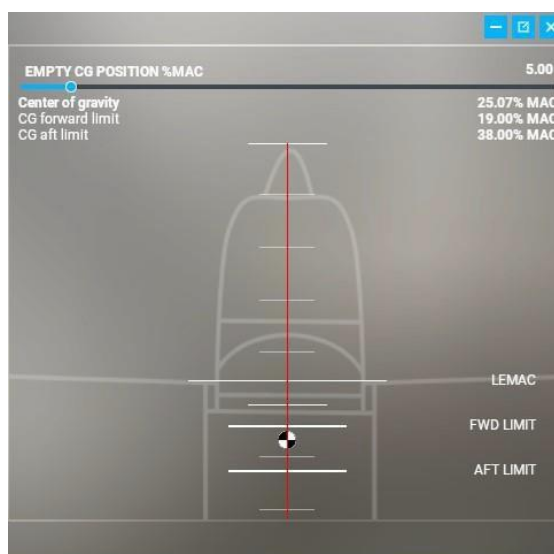 EMPTY CG POSITION %MAC 5.00
Center of gravity 25.07% MAC
CG forward limit 19.00% MAC
CG aft limit 38.00% MAC
LEMAC
FWD LIMIT
AFT LIMIT